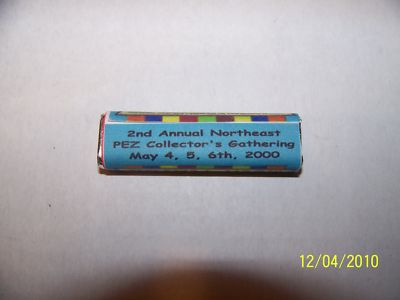 2nd Annual Northeast
PEZ Collector's Gathering
May 4, 5, 6th, 2000
12/04/2010